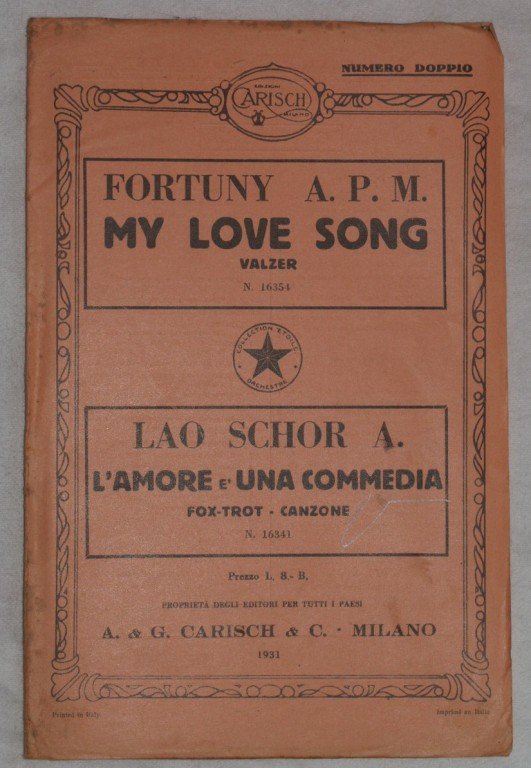 NUMERO DOPPIO
EDIZIONI
CARISCH
MILANO
FORTUNY A. P. M.
MY LOVE SONG
VALZER
N. 16354
COLLECTION ETOILE
ORCHESTRE
LAO SCHOR A.
L'AMORE E' UNA COMMEDIA
FOX-TROT - CANZONE
N. 16341
Prezzo L. 8.- B.
PROPRIETÀ DEGLI EDITORI PER TUTTI I PAESI
A. & G. CARISCH & C. - MILANO
1931
Printed in Italy
Imprimé en Italie